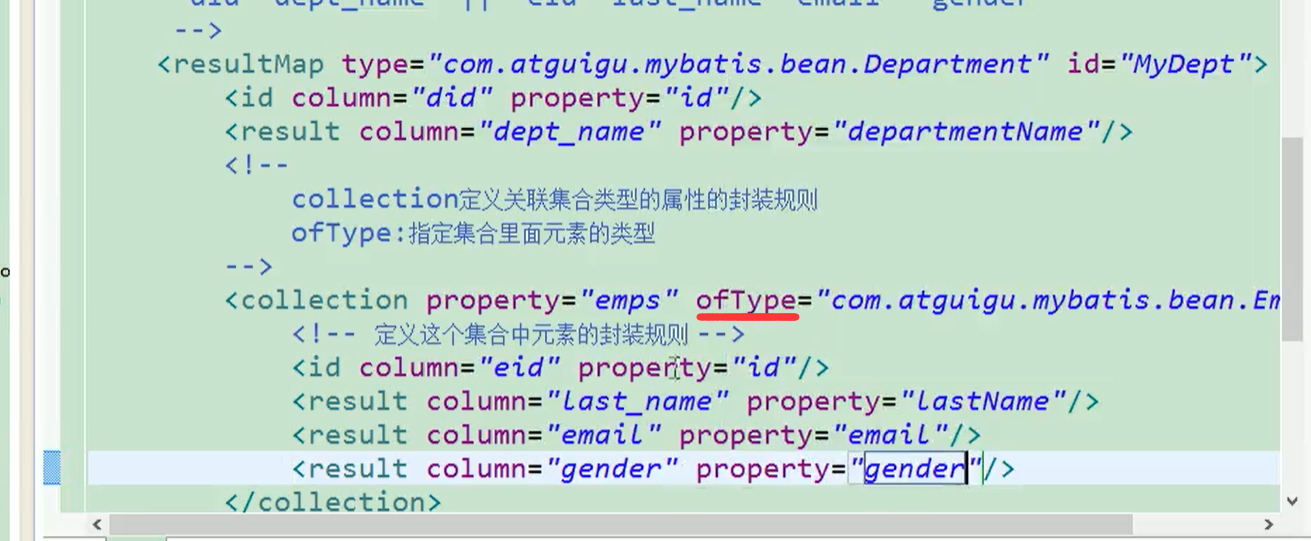 did dept_name || eid last_name email gender
-->
<resultMap type="com.atguigu.mybatis.bean.Department" id="MyDept">
<id column="did" property="id"/>
<result column="dept_name" property="departmentName"/>
<!--
collection定义关联集合类型的属性的封装规则
ofType:指定集合里面元素的类型
-->
<collection property="emps" ofType="com.atguigu.mybatis.bean.Em
<!-- 定义这个集合中元素的封装规则 -->
<id column="eid" property="id"/>
<result column="last_name" property="lastName"/>
<result column="email" property="email"/>
<result column="gender" property="gender"/>
</collection>